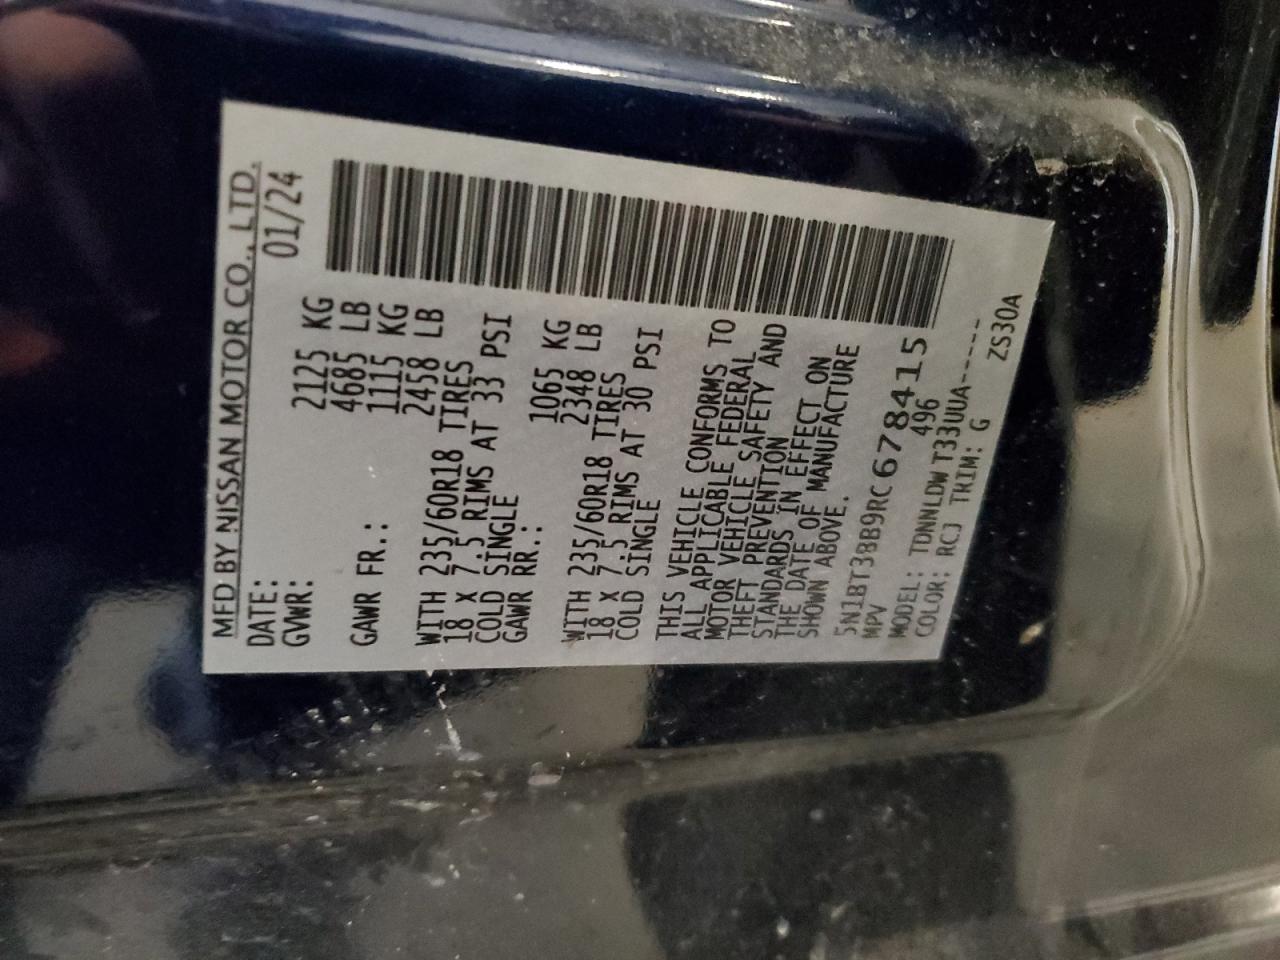 MFD BY NISSAN MOTOR CO., LTD.
DATE: 01/24
GVWR: 2125 KG
4685 LB
GAWR FR.: 1115 KG
2458 LB
WITH 235/60R18 TIRES
18 X 7.5 RIMS AT 33 PSI
COLD SINGLE
GAWR RR.: 1065 KG
2348 LB
WITH 235/60R18 TIRES
18 X 7.5 RIMS AT 30 PSI
COLD SINGLE
THIS VEHICLE CONFORMS TO
ALL APPLICABLE FEDERAL
MOTOR VEHICLE SAFETY AND
THEFT PREVENTION
STANDARDS IN EFFECT ON
THE DATE OF MANUFACTURE
SHOWN ABOVE.
5N1BT3BB9RC678415
MPV 496
MODEL: TDNNLDWT33UUA-----
COLOR: RCJ TRIM: G
ZS30A